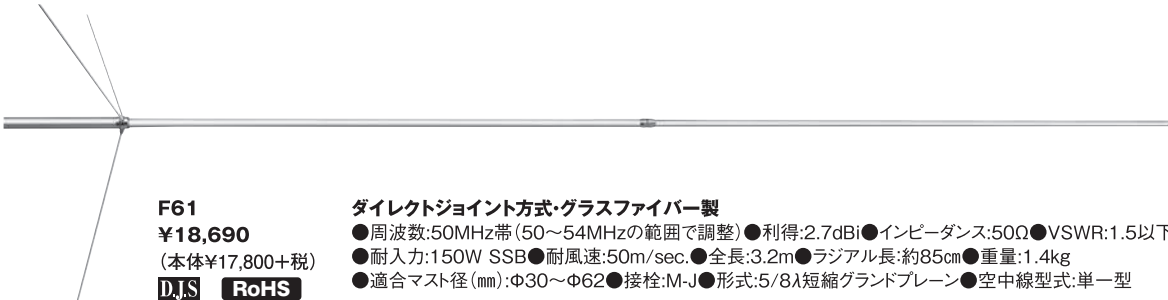 F61
¥18,690
(本体¥17,800+税)
D.J.S RoHS
ダイレクトジョイント方式・グラスファイバー製
●周波数:50MHz帯(50〜54MHzの範囲で調整)●利得:2.7dBi●インピーダンス:50Ω●VSWR:1.5以下
●耐入力:150W SSB●耐風速:50m/sec.●全長:3.2m●ラジアル長:約85㎝●重量:1.4kg
●適合マスト径(㎜):Φ30〜Φ62●接栓:M-J●形式:5/8λ短縮グランドプレーン●空中線型式:単一型